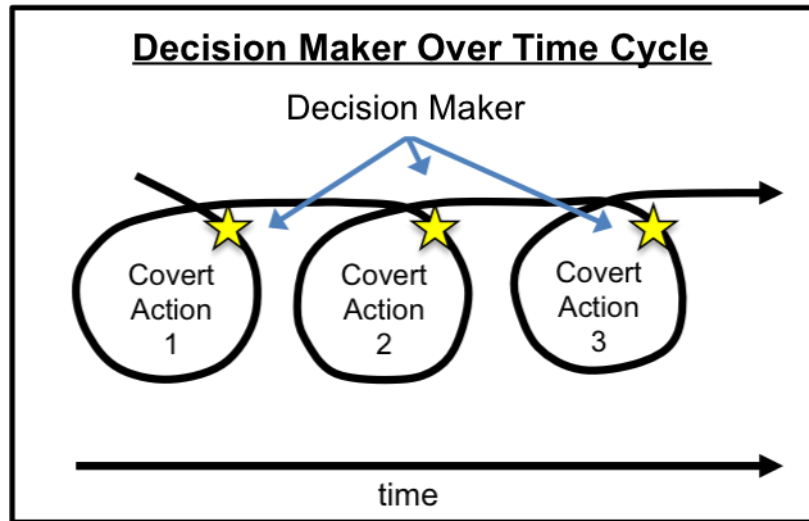 Decision Maker Over Time Cycle
Decision Maker
Covert
Action
1
Covert
Action
2
Covert
Action
3
time